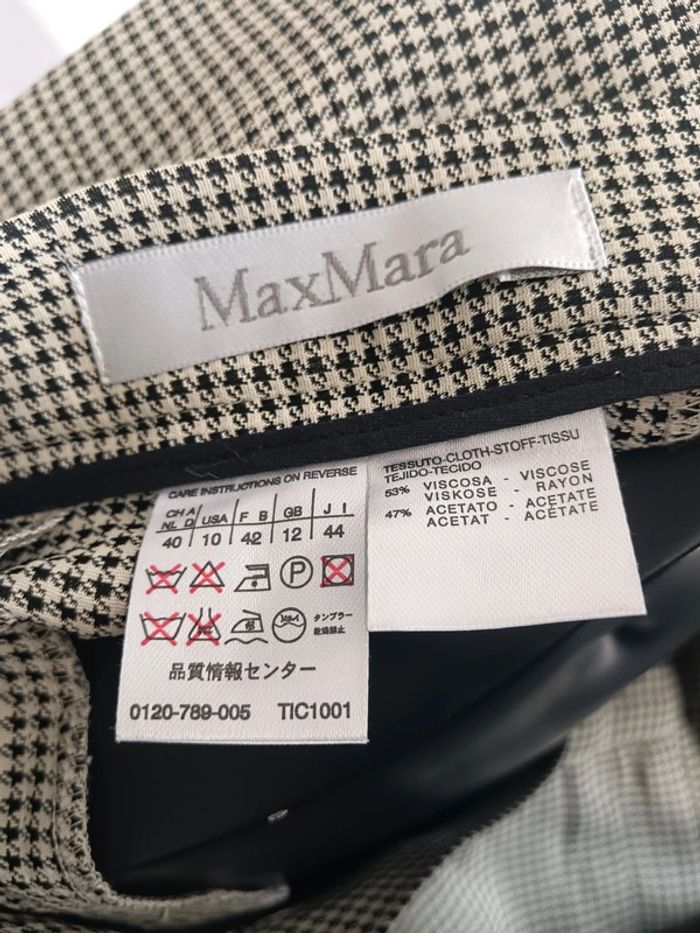 MaxMara
CARE INSTRUCTIONS ON REVERSE
CH A NL D USA F B GB J I
40 10 42 12 44
P
タンブラー
乾燥禁止
品質情報センター
0120-789-005 TIC1001
TESSUTO-CLOTH-STOFF-TISSU
TEJIDO-TECIDO
53% VISCOSA - VISCOSE
VISKOSE - RAYON
47% ACETATO - ACETATE
ACETAT - ACÉTATE